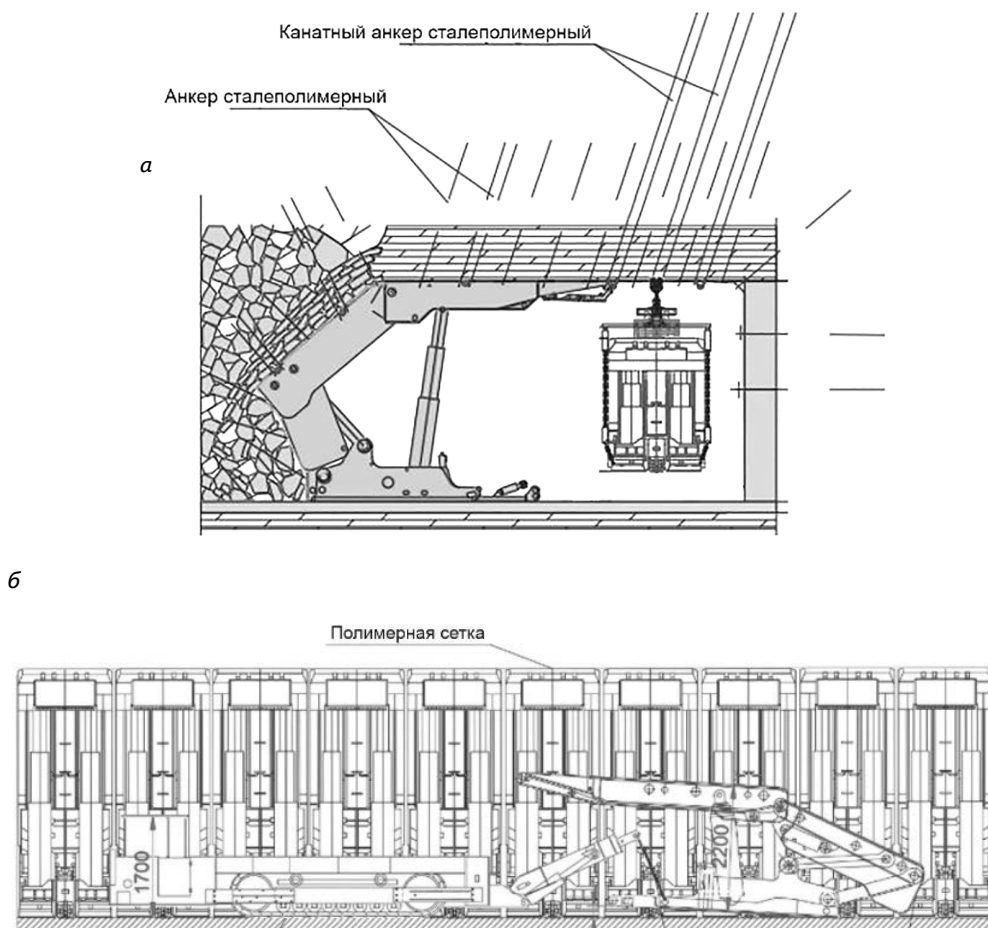 Канатный анкер сталеполимерный
Анкер сталеполимерный
а
б
Полимерная сетка
1700
2200